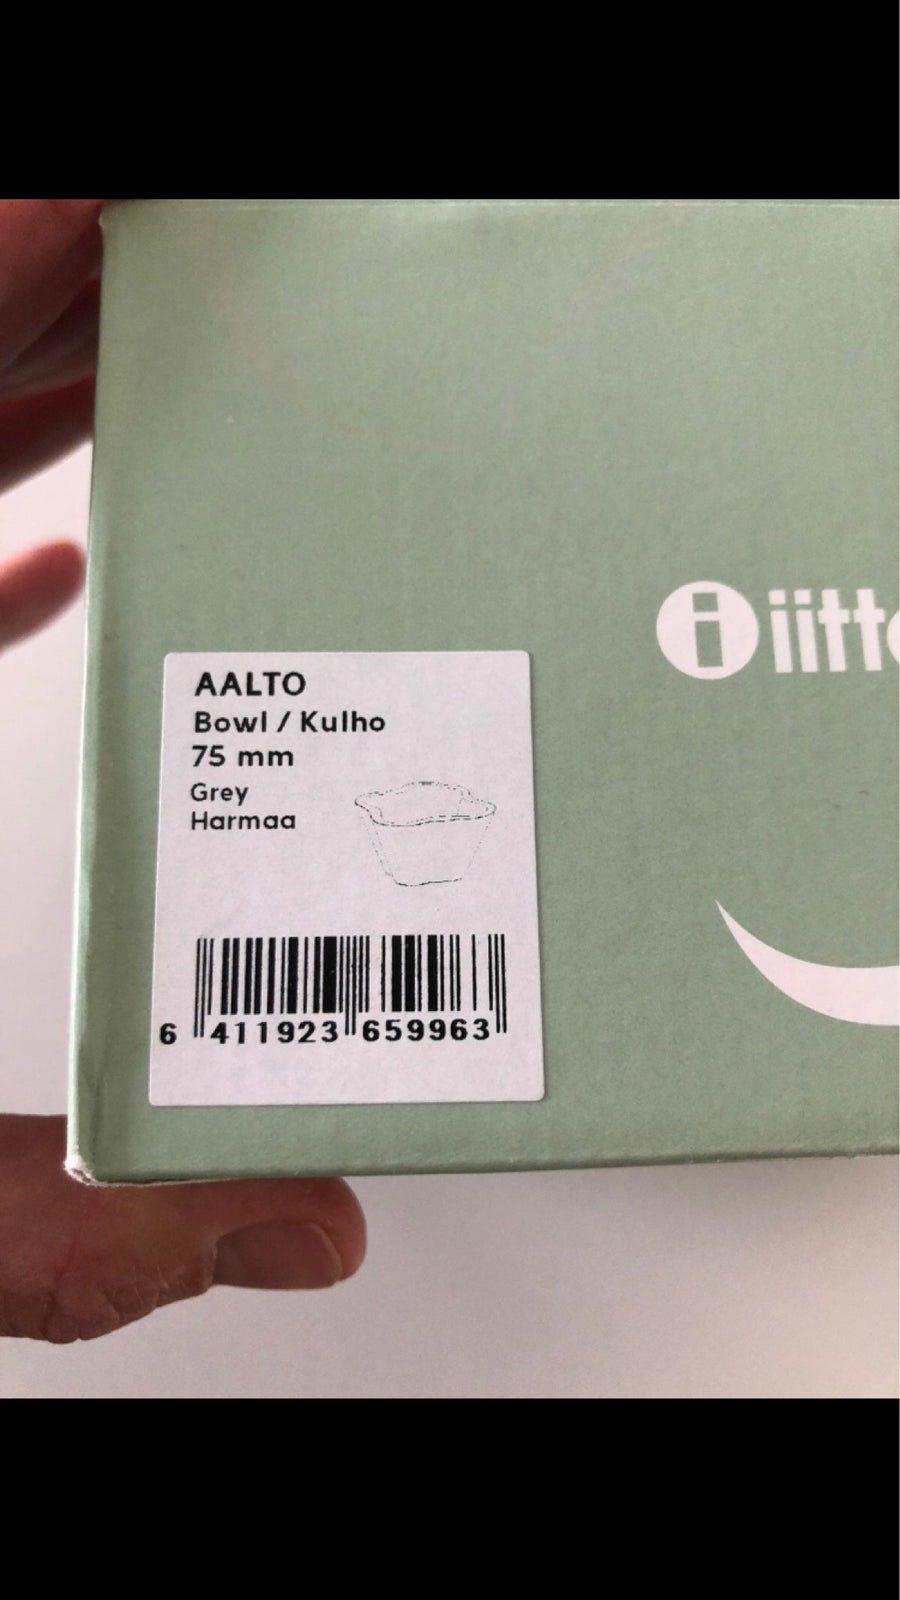 iitt
AALTO
Bowl / Kulho
75 mm
Grey
Harmaa
6 411923 659963